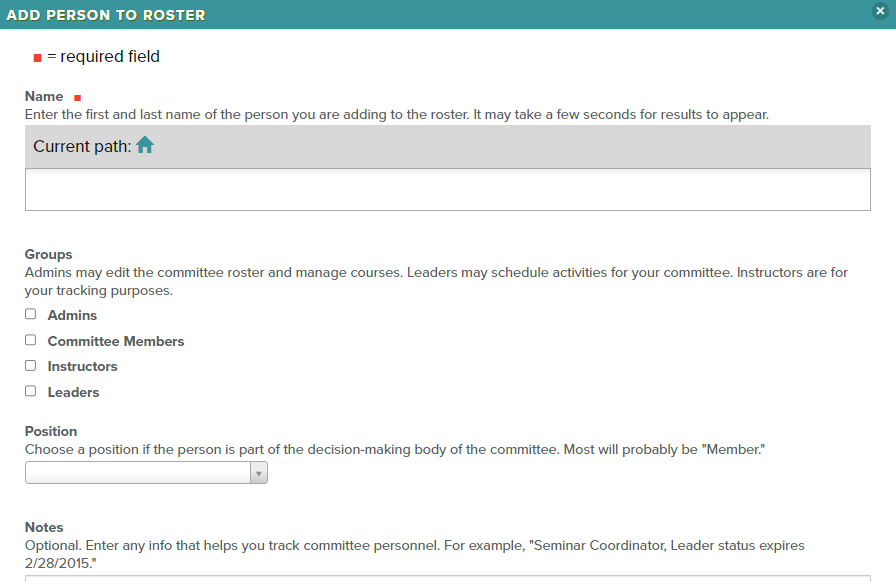 ADD PERSON TO ROSTER
= required field
Name
Enter the first and last name of the person you are adding to the roster. It may take a few seconds for results to appear.
Current path:
Groups
Admins may edit the committee roster and manage courses. Leaders may schedule activities for your committee. Instructors are for
your tracking purposes.
Admins
Committee Members
Instructors
Leaders
Position
Choose a position if the person is part of the decision-making body of the committee. Most will probably be "Member."
Notes
Optional. Enter any info that helps you track committee personnel. For example, "Seminar Coordinator, Leader status expires
2/28/2015."